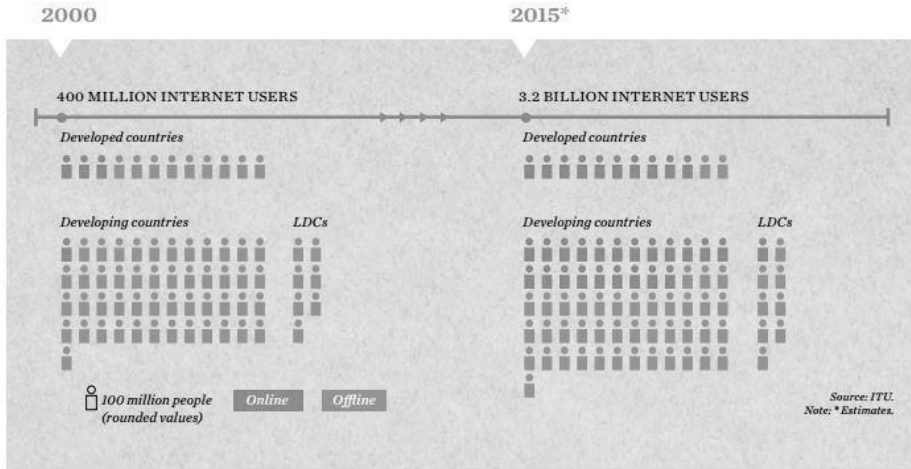 2000
2015*
400 MILLION INTERNET USERS
3.2 BILLION INTERNET USERS
Developed countries
Developed countries
Developing countries
LDCs
Developing countries
LDCs
100 million people
(rounded values)
Online
Offline
Source: ITU.
Note: * Estimates.